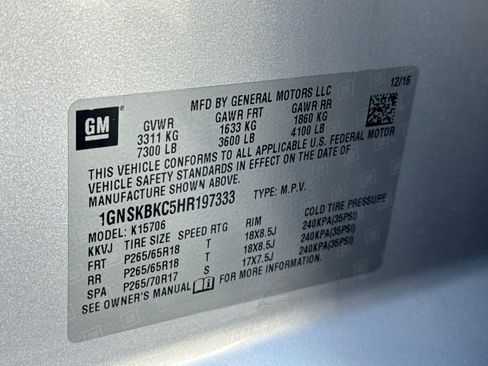 12/16
MFD BY GENERAL MOTORS LLC
GM
GVWR GAWR FRT GAWR RR
3311 KG 1633 KG 1860 KG
7300 LB 3600 LB 4100 LB
THIS VEHICLE CONFORMS TO ALL APPLICABLE U.S. FEDERAL MOTOR
VEHICLE SAFETY STANDARDS IN EFFECT ON THE DATE OF
MANUFACTURE SHOWN ABOVE.
1GNSKBKC5HR197333 TYPE: M.P.V.
MODEL: K15706
KKVJ TIRE SIZE SPEED RTG RIM COLD TIRE PRESSURE
FRT P265/65R18 T 18X8.5J 240KPA(35PSI)
RR P265/65R18 T 18X8.5J 240KPA(35PSI)
SPA P265/70R17 S 17X7.5J 240KPA(35PSI)
SEE OWNER'S MANUAL FOR MORE INFORMATION.